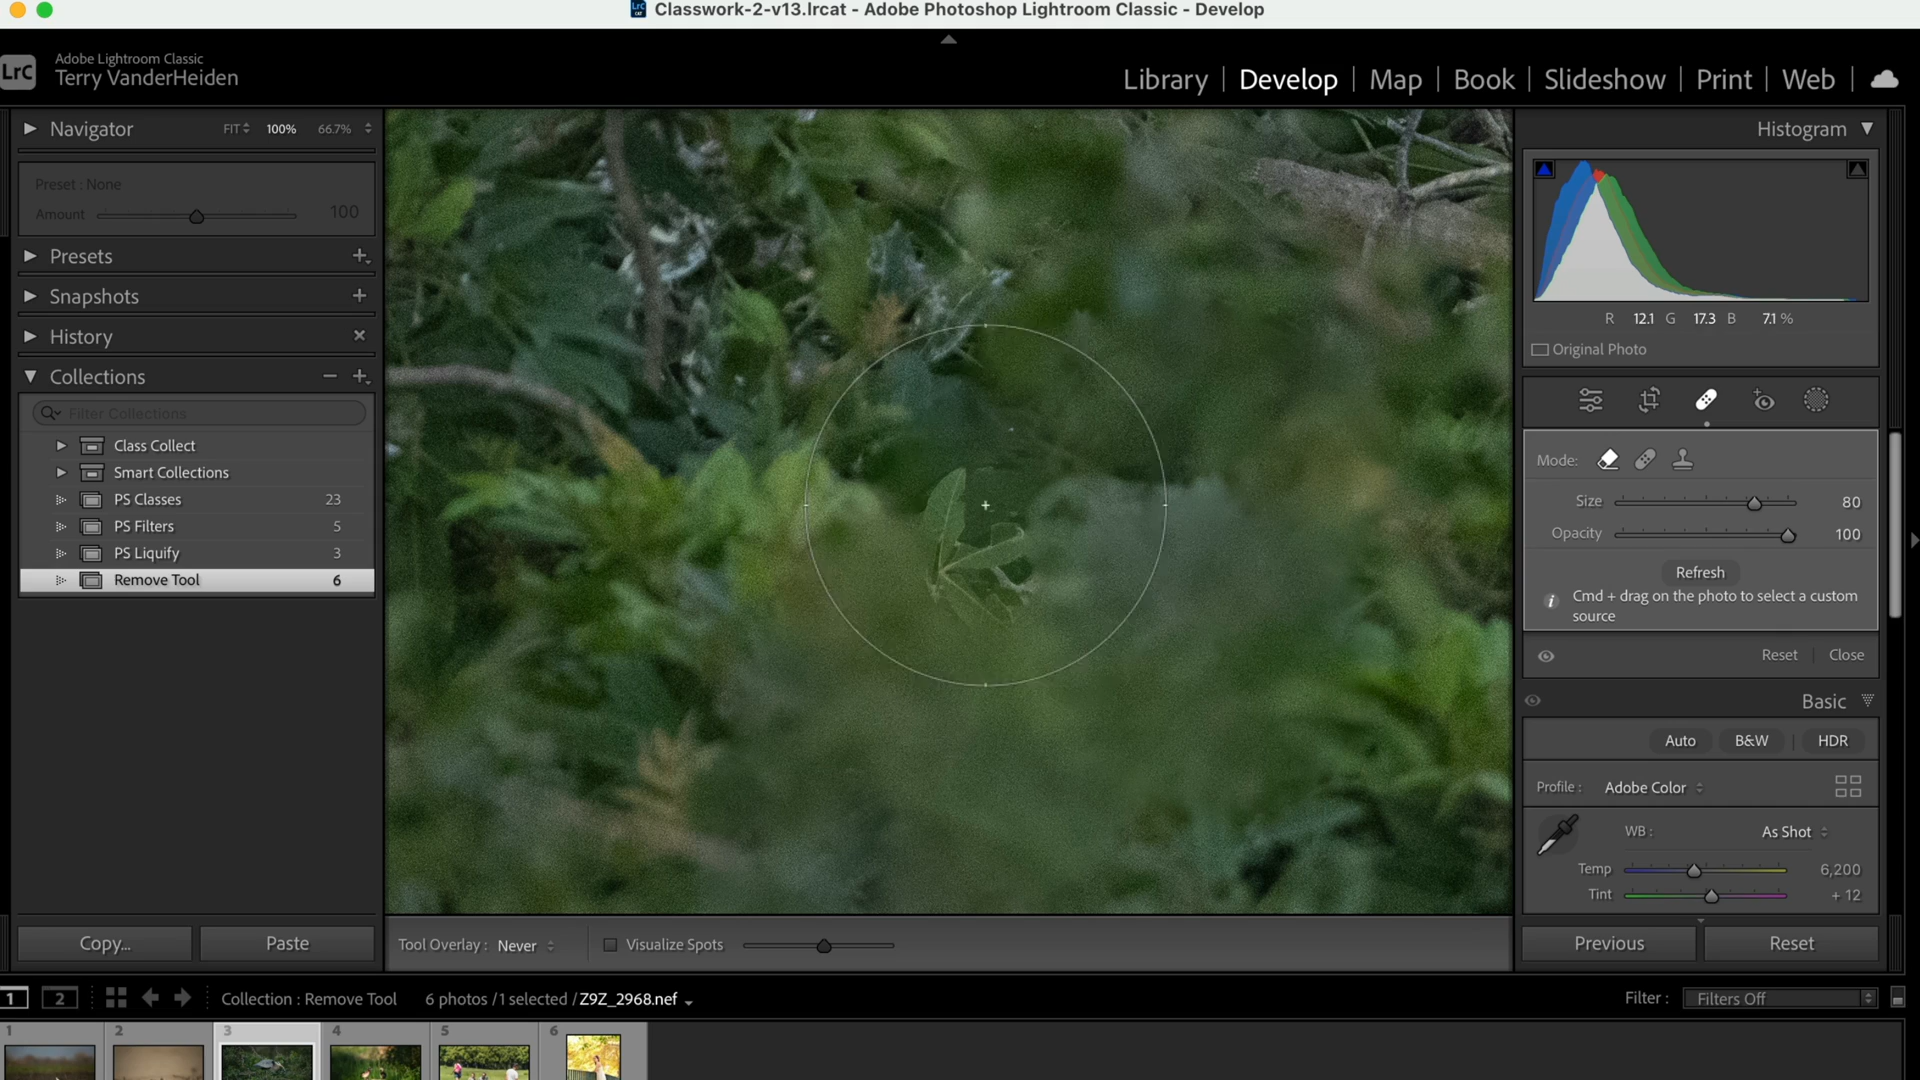 Classwork-2-v13.lrcat - Adobe Photoshop Lightroom Classic - Develop
LrC
Adobe Lightroom Classic
Terry VanderHeiden
Library | Develop | Map | Book | Slideshow | Print | Web |
Navigator FIT 100% 66.7%
Preset : None
Amount 100
Presets
Snapshots
History
Collections
Filter Collections
Class Collect
Smart Collections
PS Classes 23
PS Filters 5
PS Liquify 3
Remove Tool 6
Copy... Paste
Tool Overlay : Never Visualize Spots
Histogram
R 12.1 G 17.3 B 7.1 %
Original Photo
Mode:
Size 80
Opacity 100
Refresh
Cmd + drag on the photo to select a custom
source
Reset | Close
Basic
Auto B&W | HDR
Profile : Adobe Color
WB : As Shot
Temp 6,200
Tint + 12
Previous Reset
1 2 Collection : Remove Tool 6 photos /1 selected /Z9Z_2968.nef Filter : Filters Off
1 2 3 4 5 6